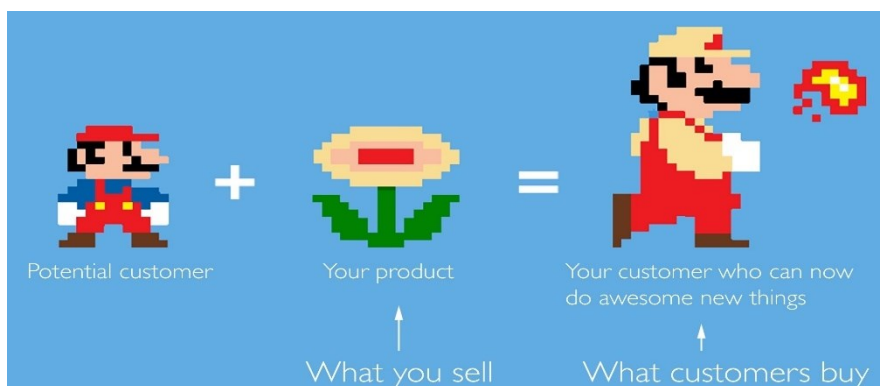 Potential customer
Your product
Your customer who can now
do awesome new things
What you sell
What customers buy